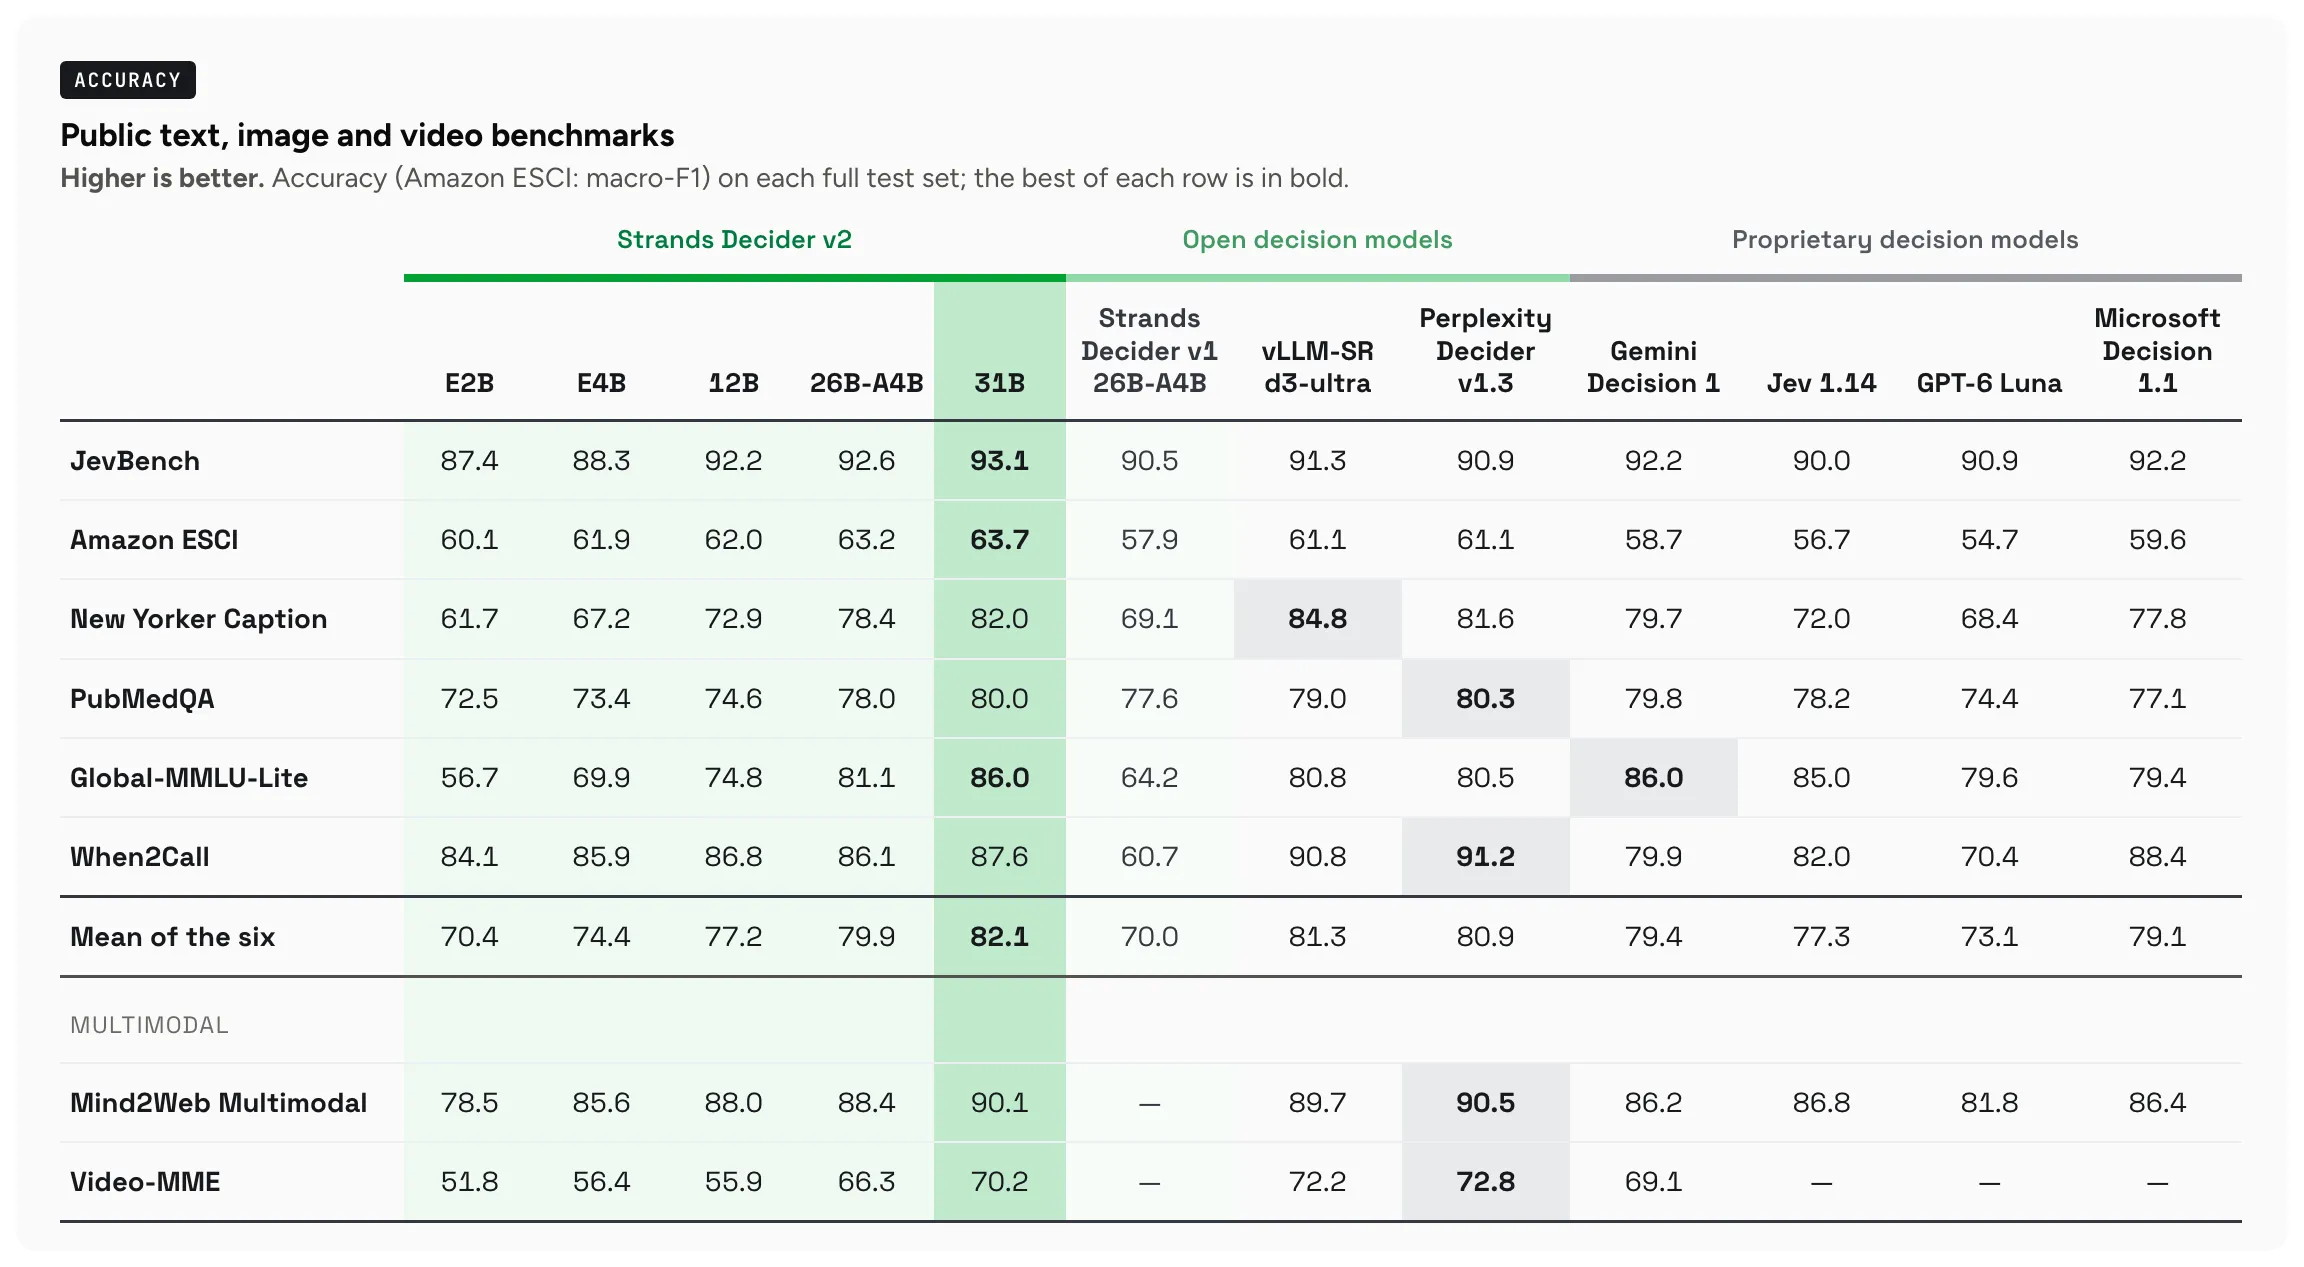 ACCURACY
Public text, image and video benchmarks
Higher is better. Accuracy (Amazon ESCI: macro-F1) on each full test set; the best of each row is in bold.
Strands Decider v2 Open decision models Proprietary decision models
E2B E4B 12B 26B-A4B 31B Strands Decider v1 26B-A4B vLLM-SR d3-ultra Perplexity Decider v1.3 Gemini Decision 1 Jev 1.14 GPT-6 Luna Microsoft Decision 1.1
JevBench 87.4 88.3 92.2 92.6 93.1 90.5 91.3 90.9 92.2 90.0 90.9 92.2
Amazon ESCI 60.1 61.9 62.0 63.2 63.7 57.9 61.1 61.1 58.7 56.7 54.7 59.6
New Yorker Caption 61.7 67.2 72.9 78.4 82.0 69.1 84.8 81.6 79.7 72.0 68.4 77.8
PubMedQA 72.5 73.4 74.6 78.0 80.0 77.6 79.0 80.3 79.8 78.2 74.4 77.1
Global-MMLU-Lite 56.7 69.9 74.8 81.1 86.0 64.2 80.8 80.5 86.0 85.0 79.6 79.4
When2Call 84.1 85.9 86.8 86.1 87.6 60.7 90.8 91.2 79.9 82.0 70.4 88.4
Mean of the six 70.4 74.4 77.2 79.9 82.1 70.0 81.3 80.9 79.4 77.3 73.1 79.1
MULTIMODAL
Mind2Web Multimodal 78.5 85.6 88.0 88.4 90.1 — 89.7 90.5 86.2 86.8 81.8 86.4
Video-MME 51.8 56.4 55.9 66.3 70.2 — 72.2 72.8 69.1 — — —